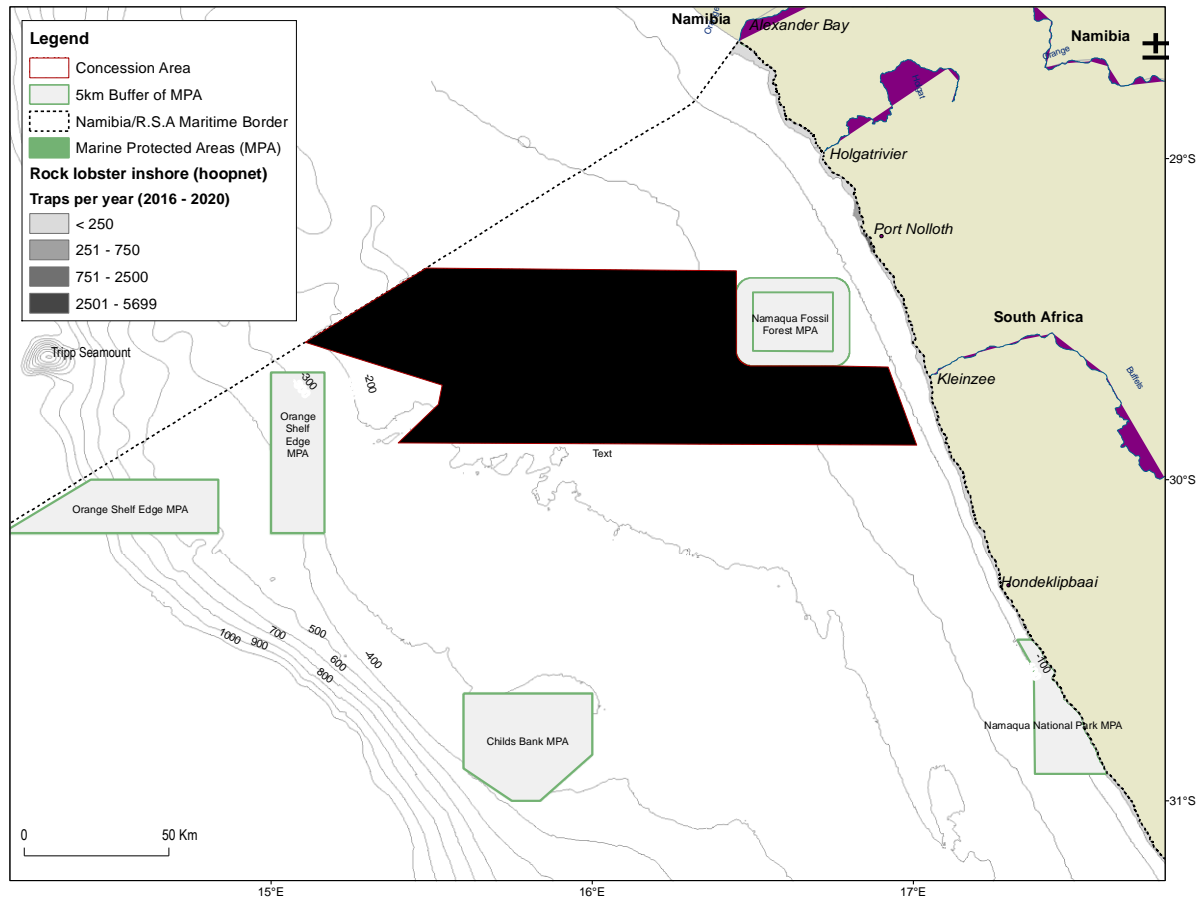 Legend
Concession Area
5km Buffer of MPA
Namibia/R.S.A Maritime Border
Marine Protected Areas (MPA)
Rock lobster inshore (hoopnet)
Traps per year (2016 - 2020)
< 250
251 - 750
751 - 2500
2501 - 5699
Namibia
Alexander Bay
Namibia
Orange
Holgat
Holgatrivier
29°S
Port Nolloth
Namaqua Fossil
Forest MPA
South Africa
Tripp Seamount
Kleinzee
Buffels
-300
-200
Orange
Shelf
Edge
MPA
Text
30°S
Orange Shelf Edge MPA
Hondeklipbaai
-100
1000
900
800
700
600
500
-400
Namaqua National Park MPA
Childs Bank MPA
31°S
0
50 Km
15°E
16°E
17°E